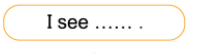 I see ...... .